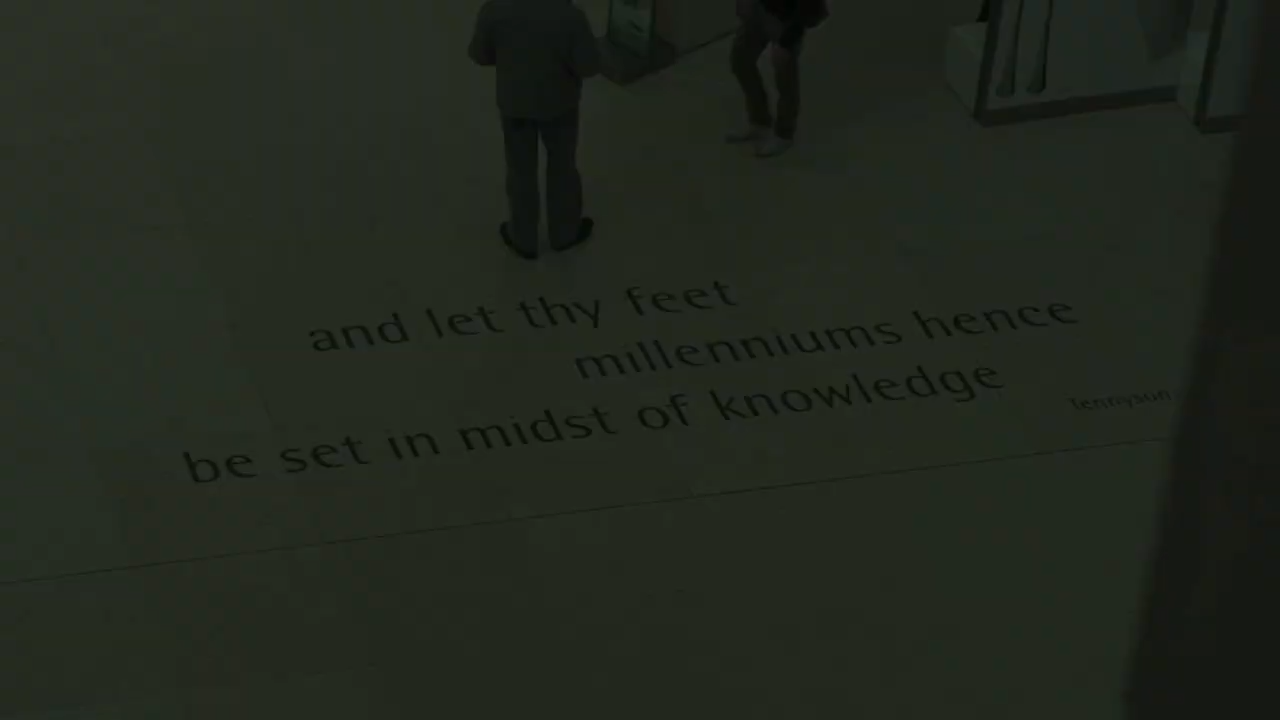 and let thy feet
millenniums hence
be set in midst of knowledge
Tennyson